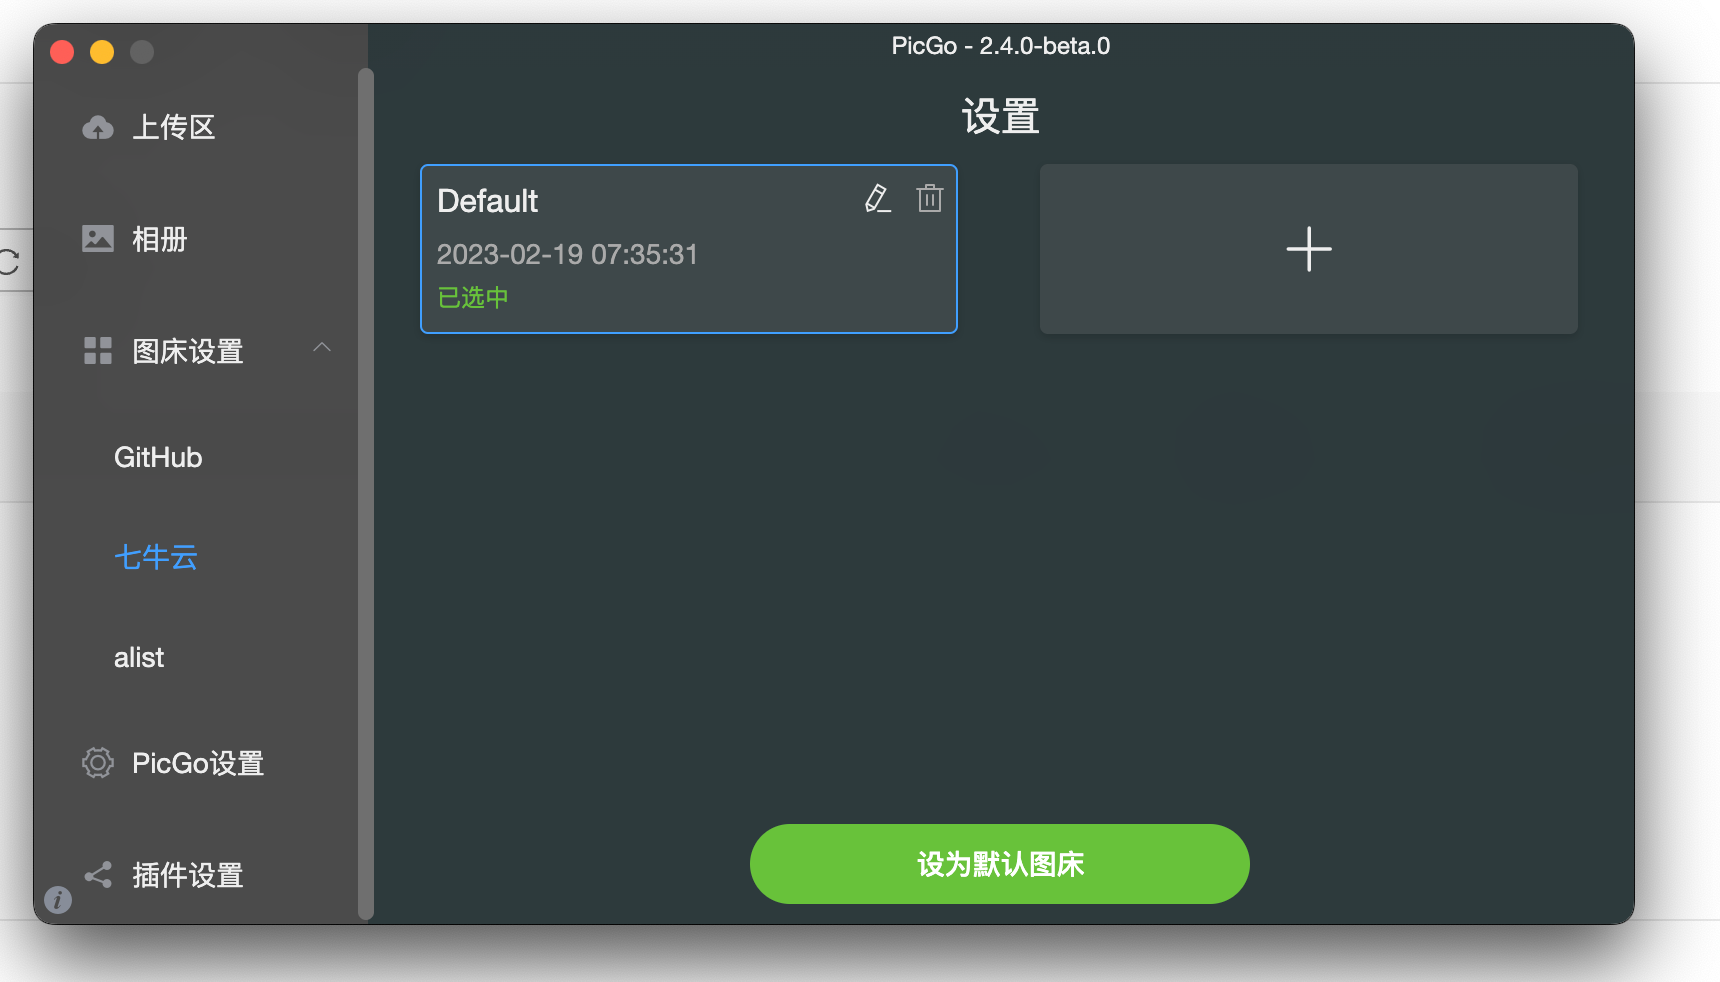 PicGo - 2.4.0-beta.0
上传区
相册
图床设置
GitHub
七牛云
alist
PicGo设置
插件设置
设置
Default
2023-02-19 07:35:31
已选中
设为默认图床